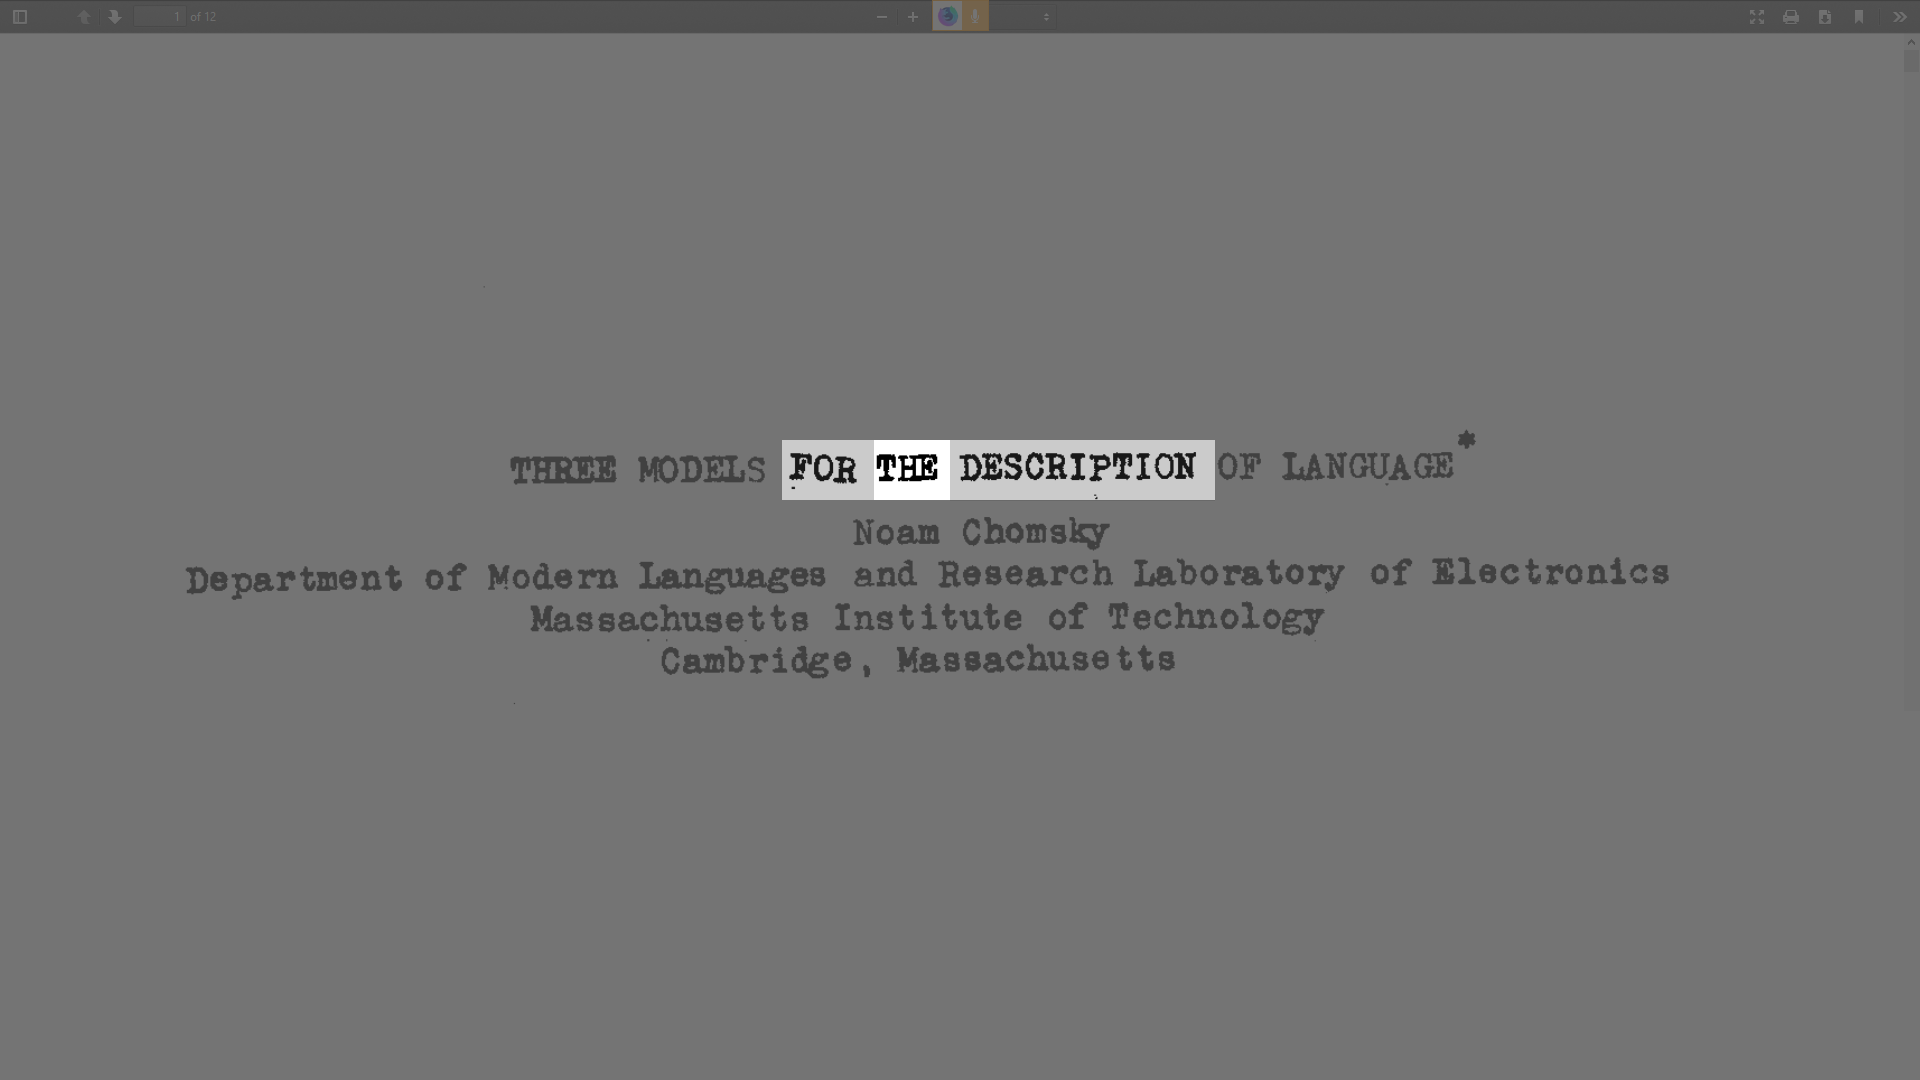 1 of 12
THREE MODELS FOR THE DESCRIPTION OF LANGUAGE*
Noam Chomsky
Department of Modern Languages and Research Laboratory of Electronics
Massachusetts Institute of Technology
Cambridge, Massachusetts